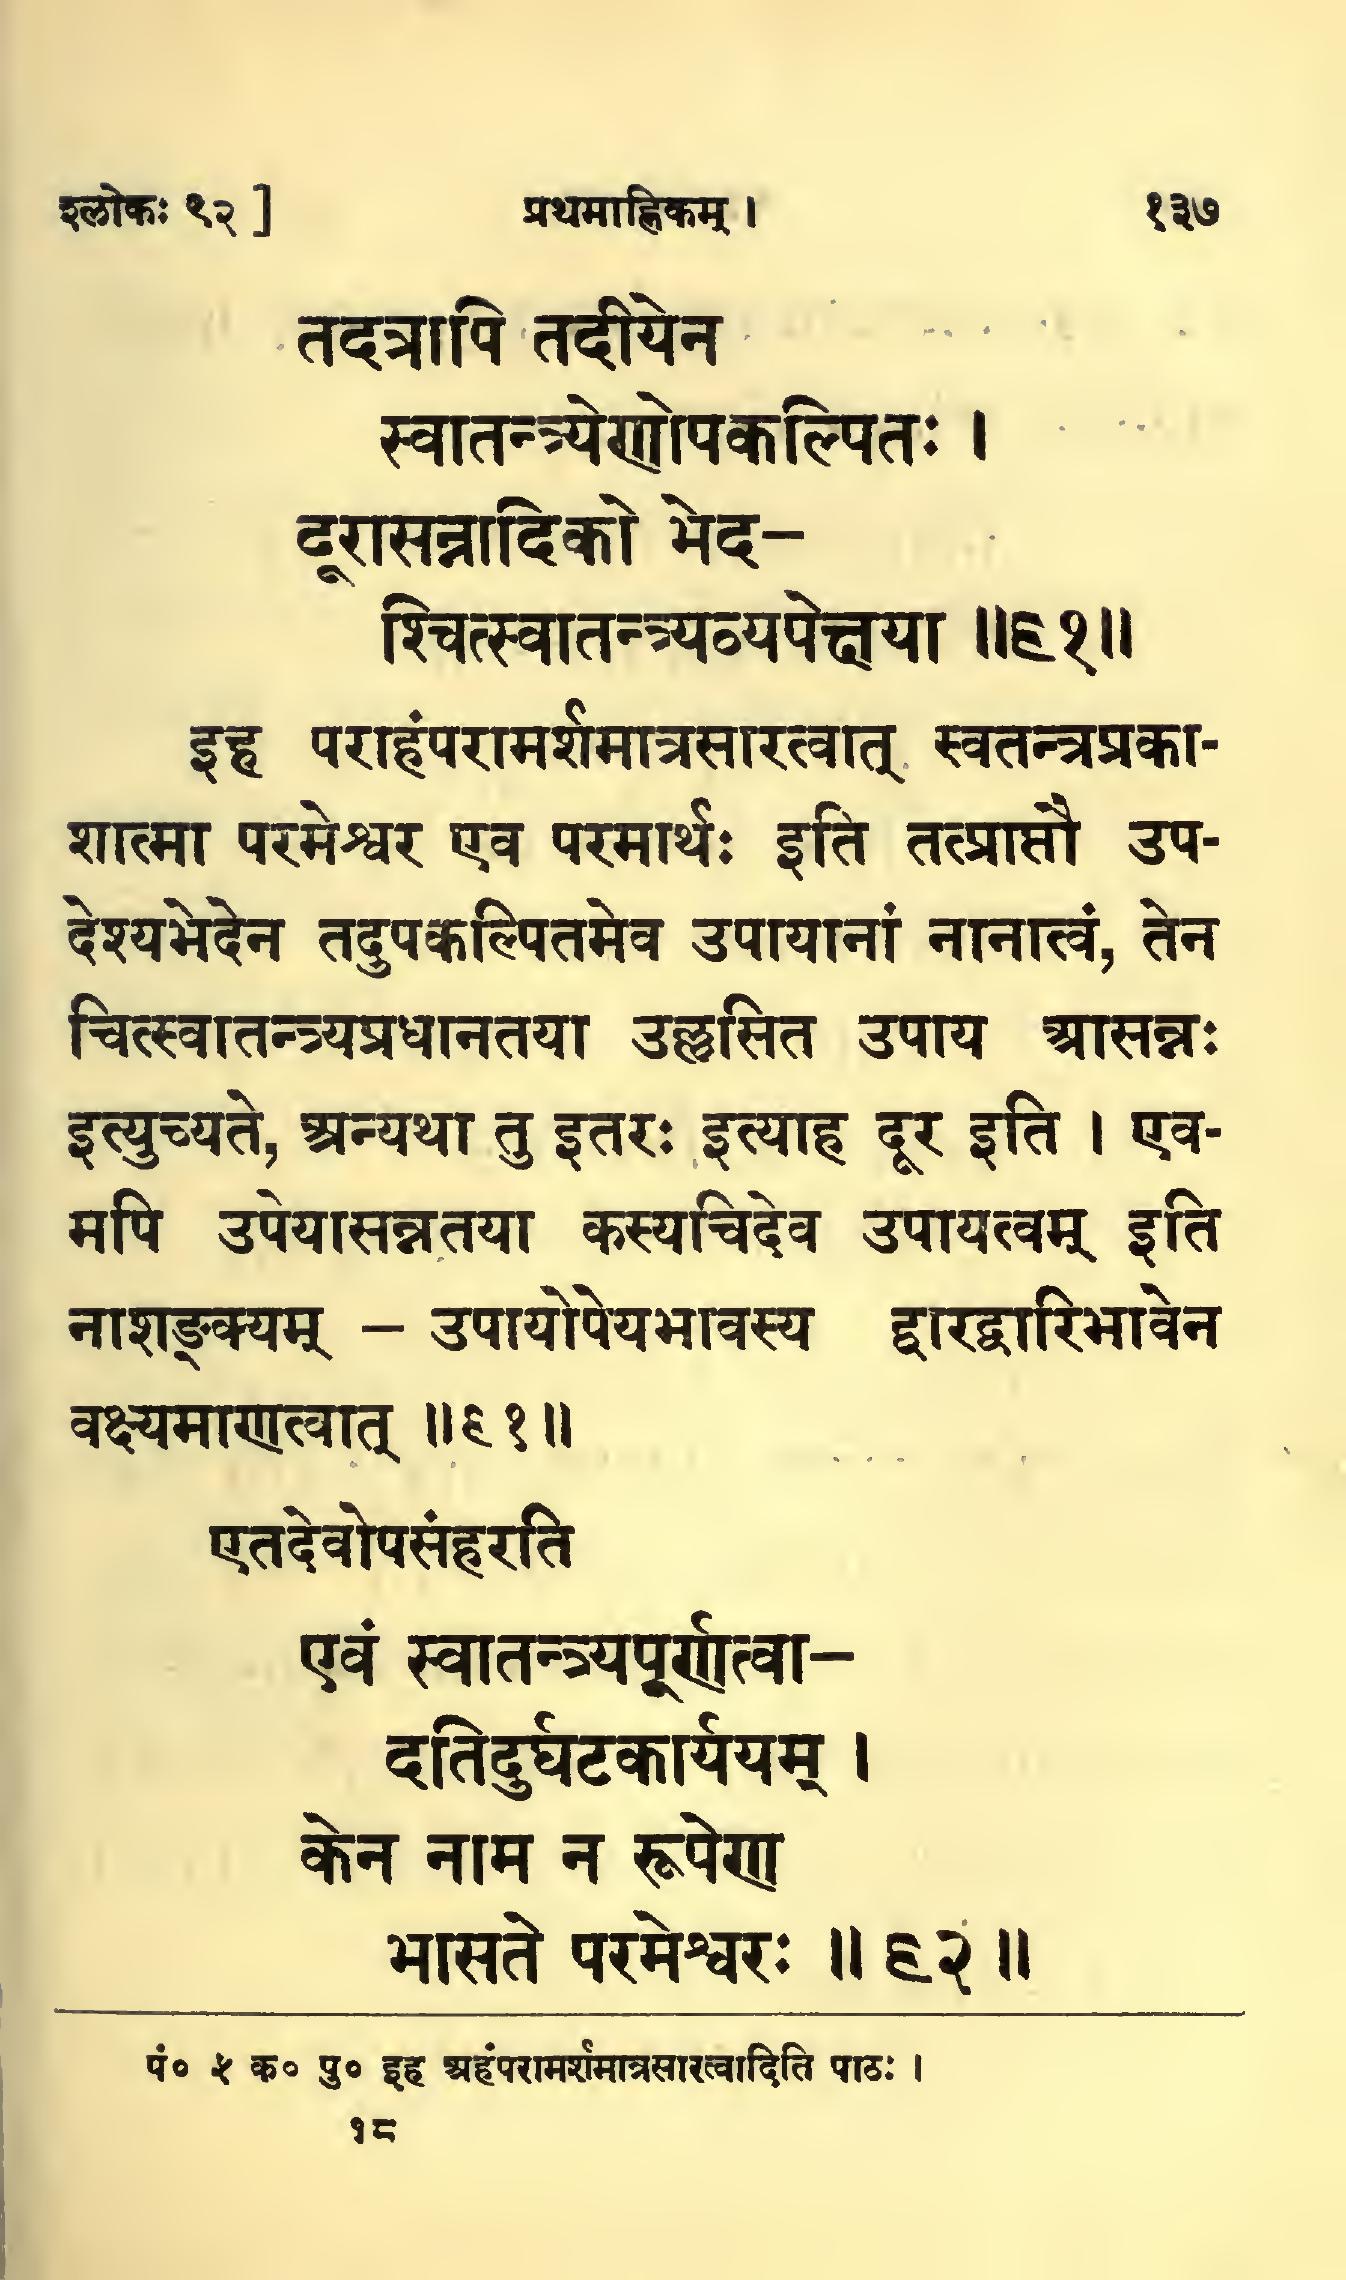 श्लोकः ९२ ] प्रथमाह्निकम् । १३७
तदत्रापि तदीयेन
स्वातन्त्र्येणोपकल्पितः ।
दूरासन्नादिको भेद–
श्चित्स्वातन्त्र्यव्यपेक्षया ॥९१॥
इह पराहंपरामर्शमात्रसारत्वात् स्वतन्त्रप्रका-
शात्मा परमेश्वर एव परमार्थः इति तत्प्राप्तौ उप-
देश्यभेदेन तदुपकल्पितमेव उपायानां नानात्वं, तेन
चित्स्वातन्त्र्यप्रधानतया उल्लसित उपाय आसन्नः
इत्युच्यते, अन्यथा तु इतरः इत्याह दूर इति । एव-
मपि उपेयासन्नतया कस्यचिदेव उपायत्वम् इति
नाशङ्क्यम् – उपायोपेयभावस्य द्वारद्वारिभावेन
वक्ष्यमाणत्वात् ॥९१॥
एतदेवोपसंहरति
एवं स्वातन्त्र्यपूर्णत्वा–
दतिदुर्घटकार्ययम् ।
केन नाम न रूपेण
भासते परमेश्वरः ॥ ९२ ॥
पं० ५ क० पु० इह अहंपरामर्शमात्रसारत्वादिति पाठः ।
१८